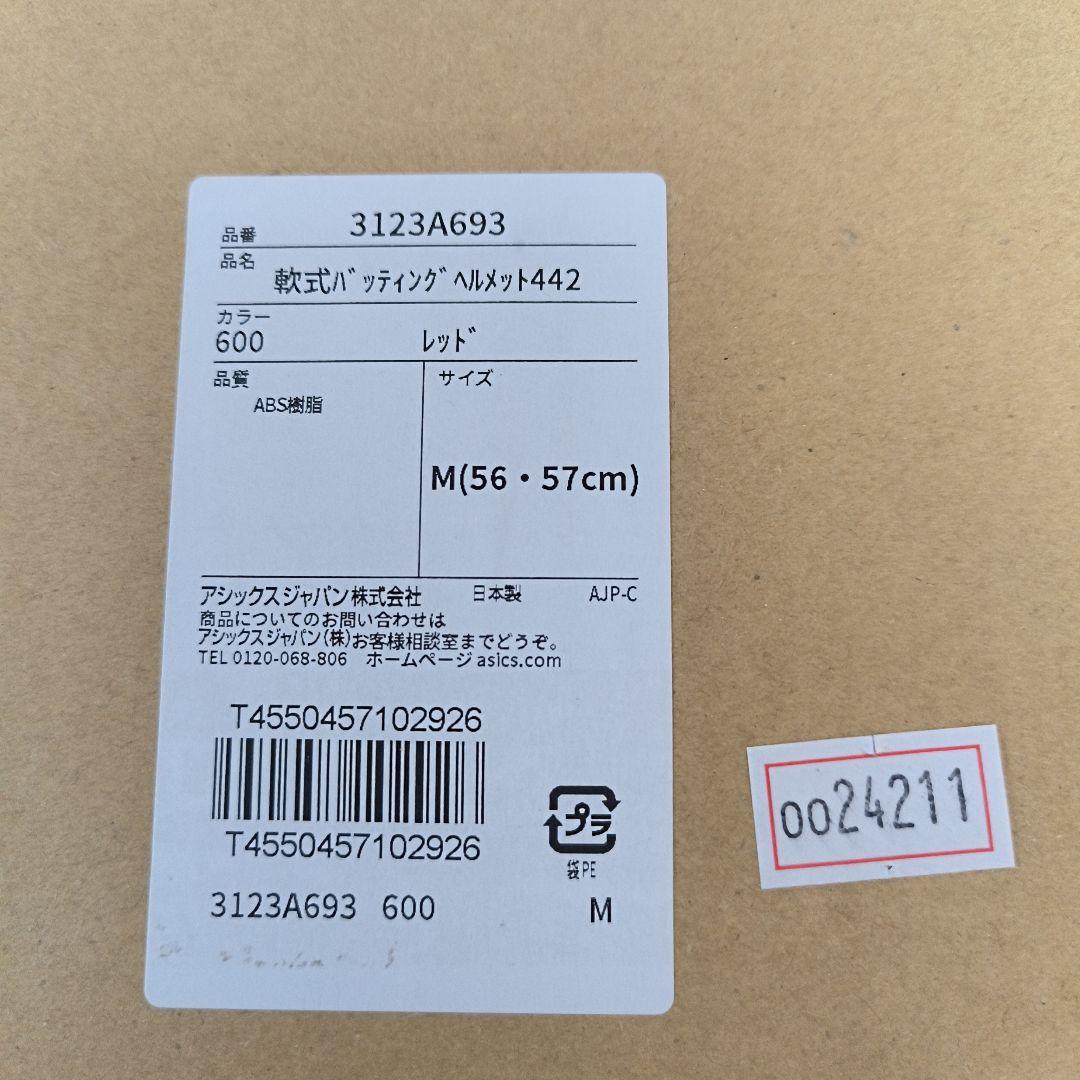 品番 3123A693
品名 軟式ﾊﾞｯﾃｨﾝｸﾞﾍﾙﾒｯﾄ442
カラー
600 ﾚｯﾄﾞ
品質 サイズ
ABS樹脂
M(56・57cm)
アシックスジャパン株式会社 日本製 AJP-C
商品についてのお問い合わせは
アシックスジャパン(株)お客様相談室までどうぞ。
TEL 0120-068-806 ホームページ asics.com
T4550457102926
T4550457102926
プラ
袋PE
3123A693 600 M
0024211